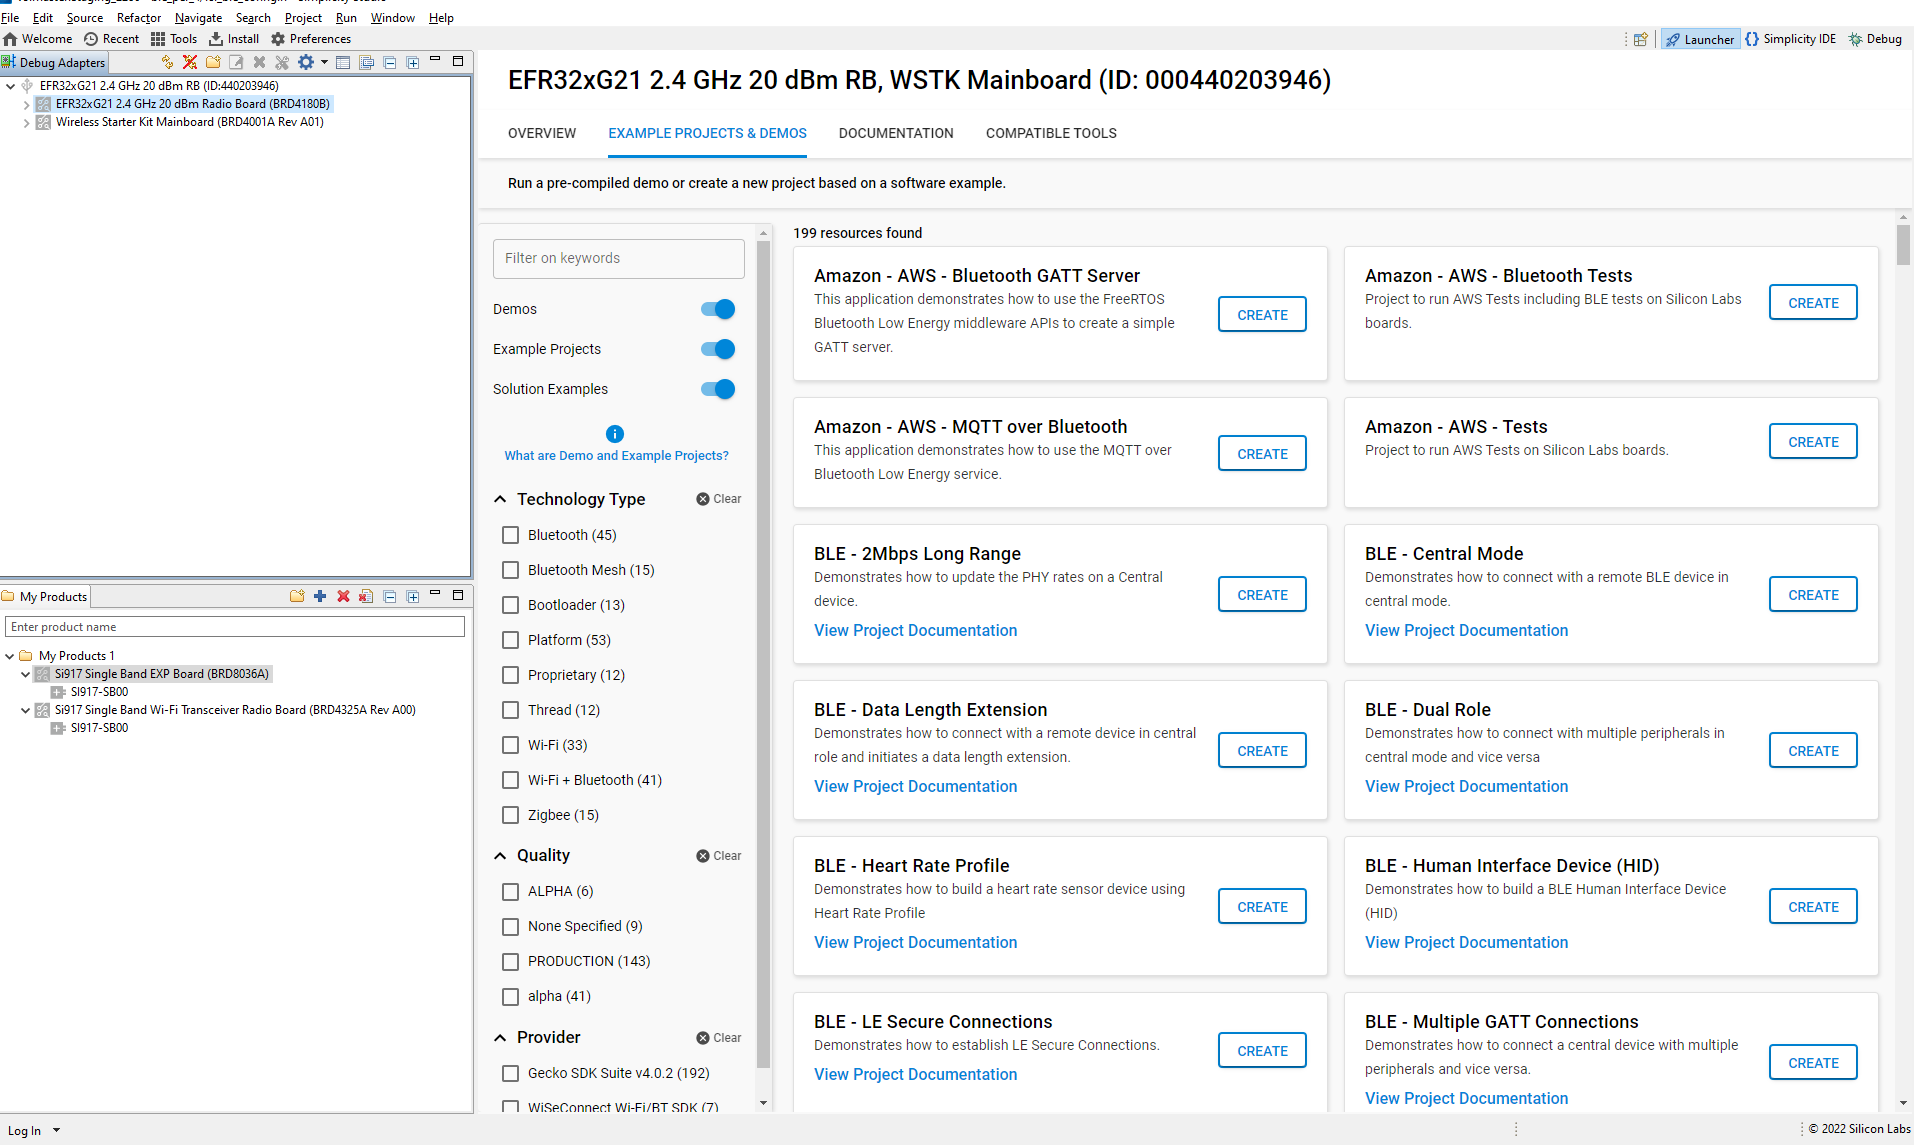 File Edit Source Refactor Navigate Search Project Run Window Help
Welcome Recent Tools Install Preferences
Launcher Simplicity IDE Debug
Debug Adapters
EFR32xG21 2.4 GHz 20 dBm RB (ID:440203946)
EFR32xG21 2.4 GHz 20 dBm Radio Board (BRD4180B)
Wireless Starter Kit Mainboard (BRD4001A Rev A01)
My Products
Enter product name
My Products 1
Si917 Single Band EXP Board (BRD8036A)
SI917-SB00
Si917 Single Band Wi-Fi Transceiver Radio Board (BRD4325A Rev A00)
SI917-SB00
EFR32xG21 2.4 GHz 20 dBm RB, WSTK Mainboard (ID: 000440203946)
OVERVIEW EXAMPLE PROJECTS & DEMOS DOCUMENTATION COMPATIBLE TOOLS
Run a pre-compiled demo or create a new project based on a software example.
Filter on keywords
Demos
Example Projects
Solution Examples
What are Demo and Example Projects?
Technology Type Clear
Bluetooth (45)
Bluetooth Mesh (15)
Bootloader (13)
Platform (53)
Proprietary (12)
Thread (12)
Wi-Fi (33)
Wi-Fi + Bluetooth (41)
Zigbee (15)
Quality Clear
ALPHA (6)
None Specified (9)
PRODUCTION (143)
alpha (41)
Provider Clear
Gecko SDK Suite v4.0.2 (192)
WiSeConnect Wi-Fi/BT SDK (7)
199 resources found
Amazon - AWS - Bluetooth GATT Server
This application demonstrates how to use the FreeRTOS
Bluetooth Low Energy middleware APIs to create a simple
GATT server.
CREATE
Amazon - AWS - Bluetooth Tests
Project to run AWS Tests including BLE tests on Silicon Labs
boards.
CREATE
Amazon - AWS - MQTT over Bluetooth
This application demonstrates how to use the MQTT over
Bluetooth Low Energy service.
CREATE
Amazon - AWS - Tests
Project to run AWS Tests on Silicon Labs boards.
CREATE
BLE - 2Mbps Long Range
Demonstrates how to update the PHY rates on a Central
device.
View Project Documentation
CREATE
BLE - Central Mode
Demonstrates how to connect with a remote BLE device in
central mode.
View Project Documentation
CREATE
BLE - Data Length Extension
Demonstrates how to connect with a remote device in central
role and initiates a data length extension.
View Project Documentation
CREATE
BLE - Dual Role
Demonstrates how to connect with multiple peripherals in
central mode and vice versa
View Project Documentation
CREATE
BLE - Heart Rate Profile
Demonstrates how to build a heart rate sensor device using
Heart Rate Profile
View Project Documentation
CREATE
BLE - Human Interface Device (HID)
Demonstrates how to build a BLE Human Interface Device
(HID)
View Project Documentation
CREATE
BLE - LE Secure Connections
Demonstrates how to establish LE Secure Connections.
View Project Documentation
CREATE
BLE - Multiple GATT Connections
Demonstrates how to connect a central device with multiple
peripherals and vice versa.
View Project Documentation
CREATE
Log In
© 2022 Silicon Labs